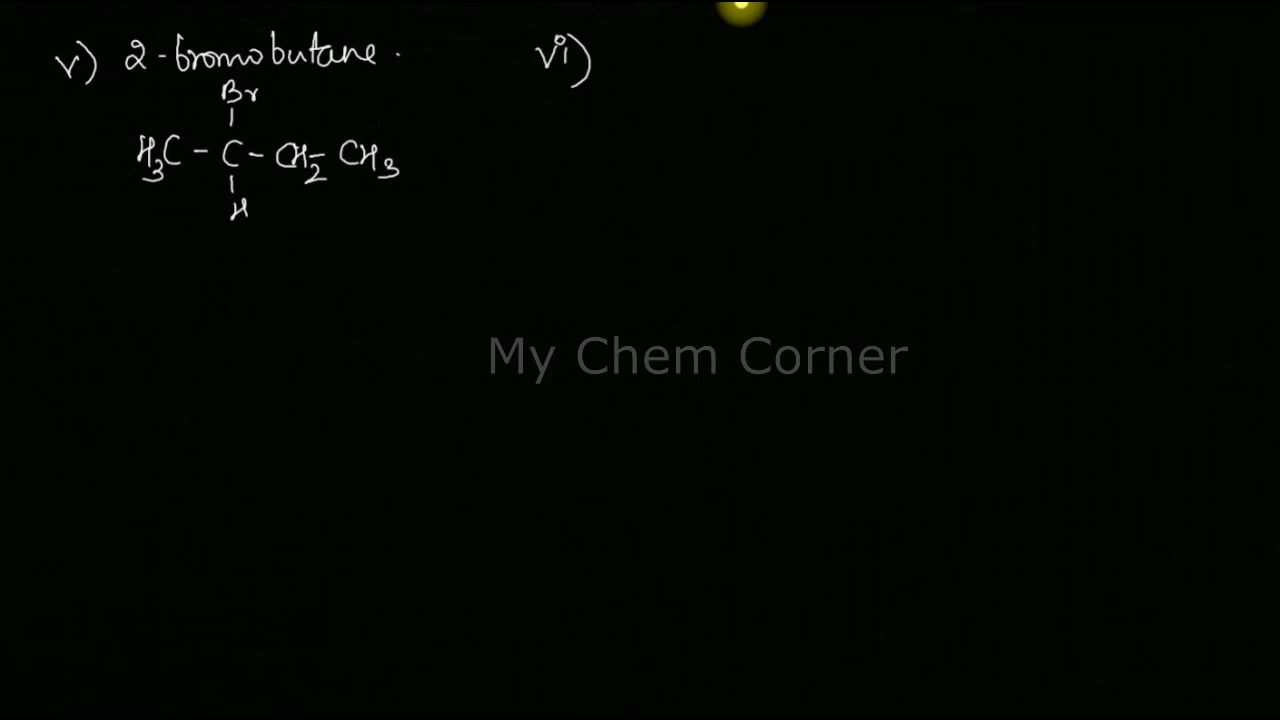 v) 2-bromobutane.
Br
H3C - C - CH2 - CH3
H
vi)
My Chem Corner